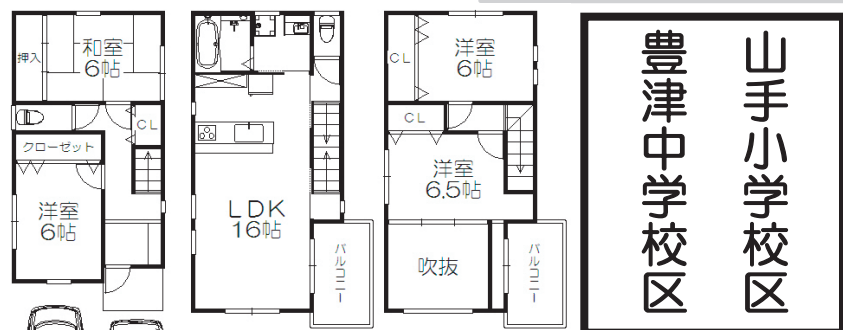 押入
和室
6帖
CL
クローゼット
洋室
6帖
LDK
16帖
バルコニー
CL
洋室
6帖
CL
洋室
6.5帖
吹抜
バルコニー
山手小学校区
豊津中学校区